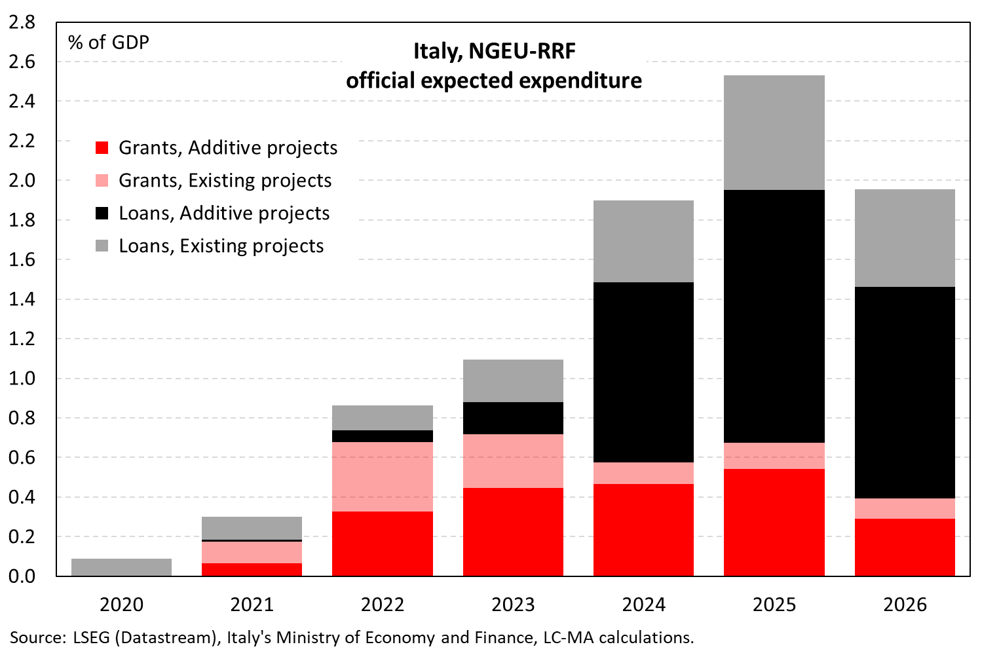 % of GDP
Italy, NGEU-RRF
official expected expenditure
Grants, Additive projects
Grants, Existing projects
Loans, Additive projects
Loans, Existing projects
2.8
2.6
2.4
2.2
2.0
1.8
1.6
1.4
1.2
1.0
0.8
0.6
0.4
0.2
0.0
2020 2021 2022 2023 2024 2025 2026
Source: LSEG (Datastream), Italy's Ministry of Economy and Finance, LC-MA calculations.